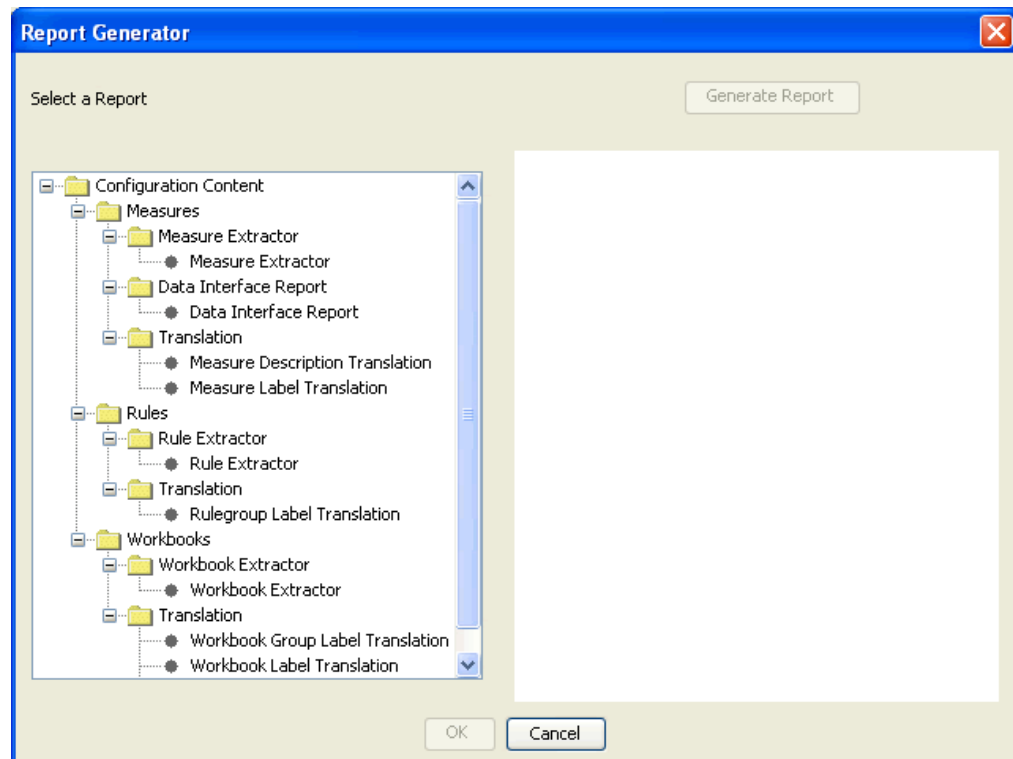 Report Generator
Select a Report
Generate Report
Configuration Content
Measures
Measure Extractor
Measure Extractor
Data Interface Report
Data Interface Report
Translation
Measure Description Translation
Measure Label Translation
Rules
Rule Extractor
Rule Extractor
Translation
Rulegroup Label Translation
Workbooks
Workbook Extractor
Workbook Extractor
Translation
Workbook Group Label Translation
Workbook Label Translation
OK
Cancel